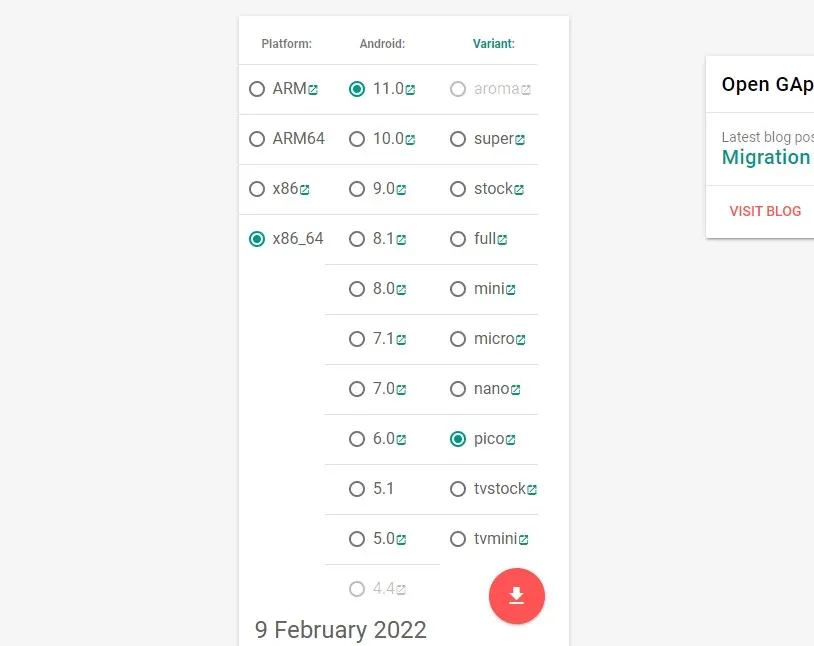 Platform: Android: Variant:
ARM 11.0 aroma
ARM64 10.0 super
x86 9.0 stock
x86_64 8.1 full
8.0 mini
7.1 micro
7.0 nano
6.0 pico
5.1 tvstock
5.0 tvmini
4.4
9 February 2022
Open GAp
Latest blog pos
Migration
VISIT BLOG